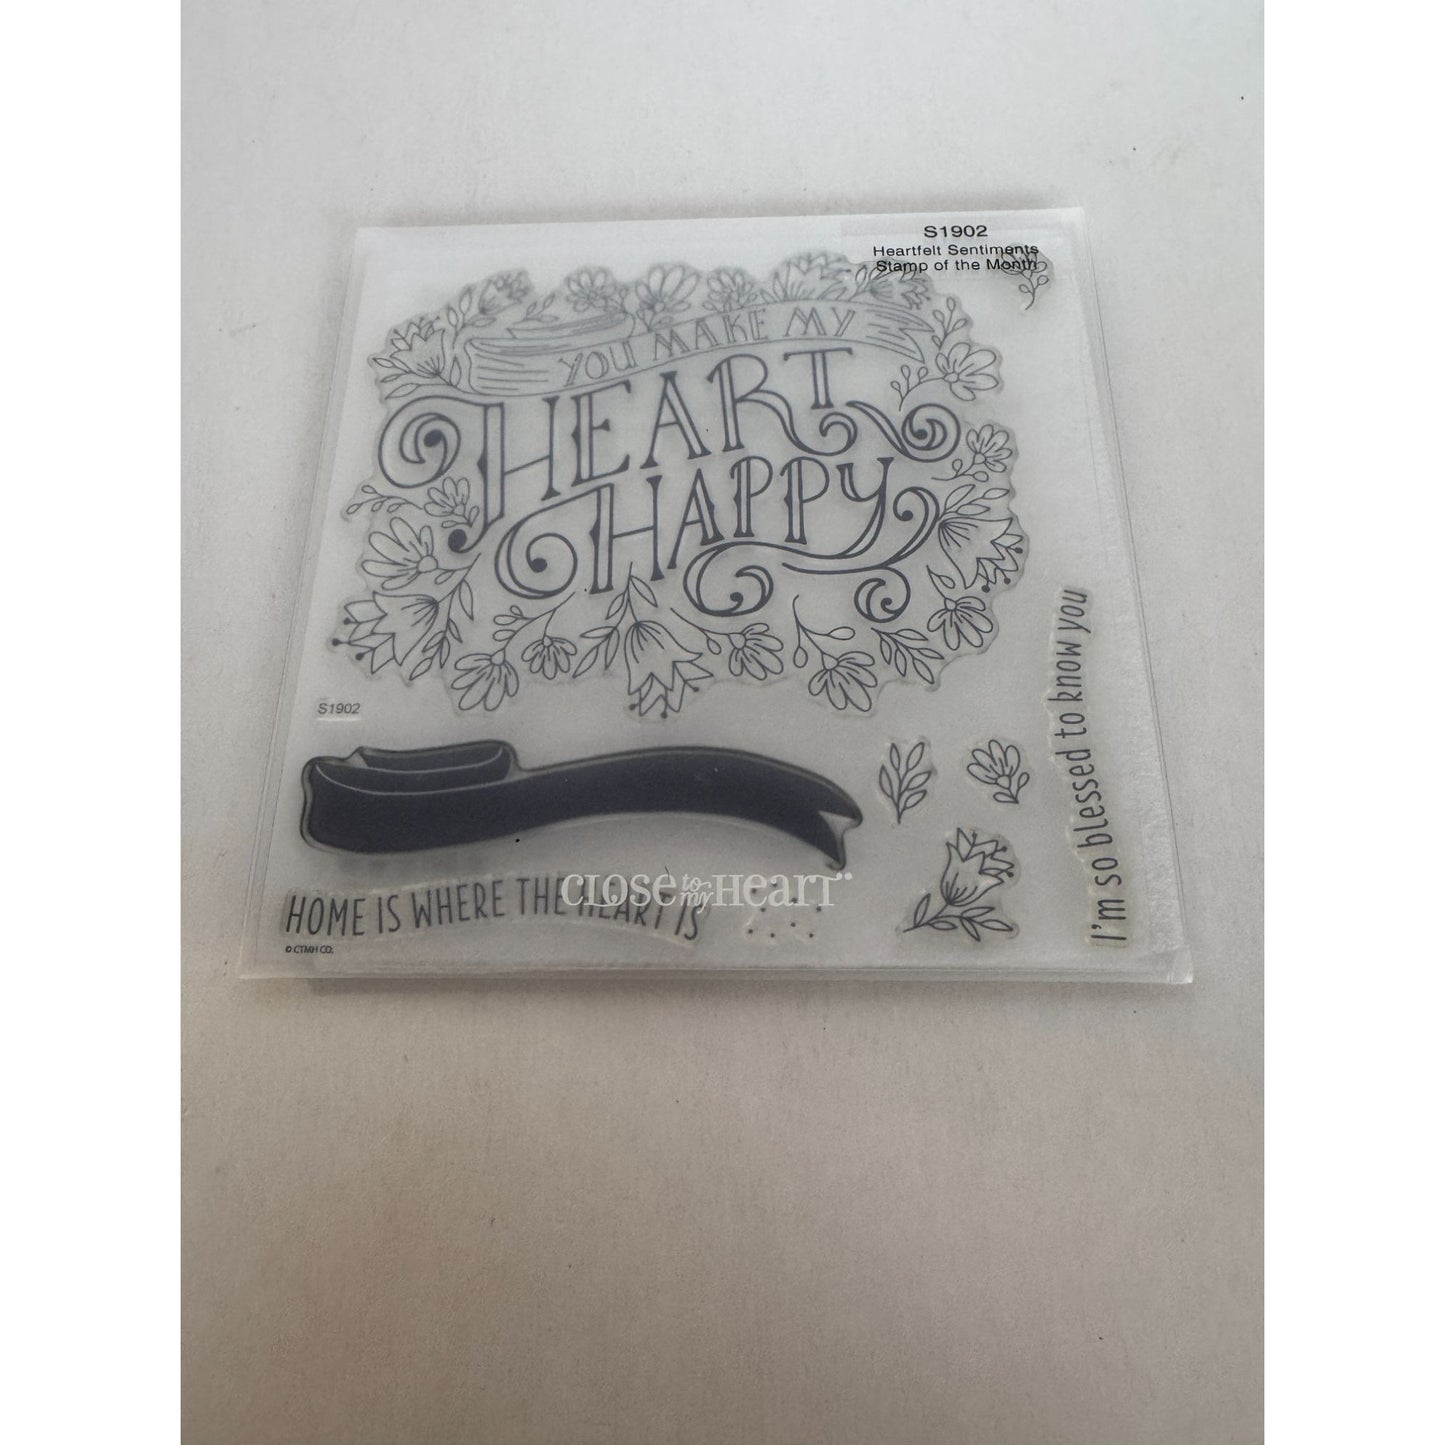 S1902
Heartfelt Sentiments
Stamp of the Month
YOU MAKE MY
HEART
HAPPY
I'm so blessed to know you
S1902
CLOSE to my HEART
HOME IS WHERE THE HEART IS
© CTMH CO.